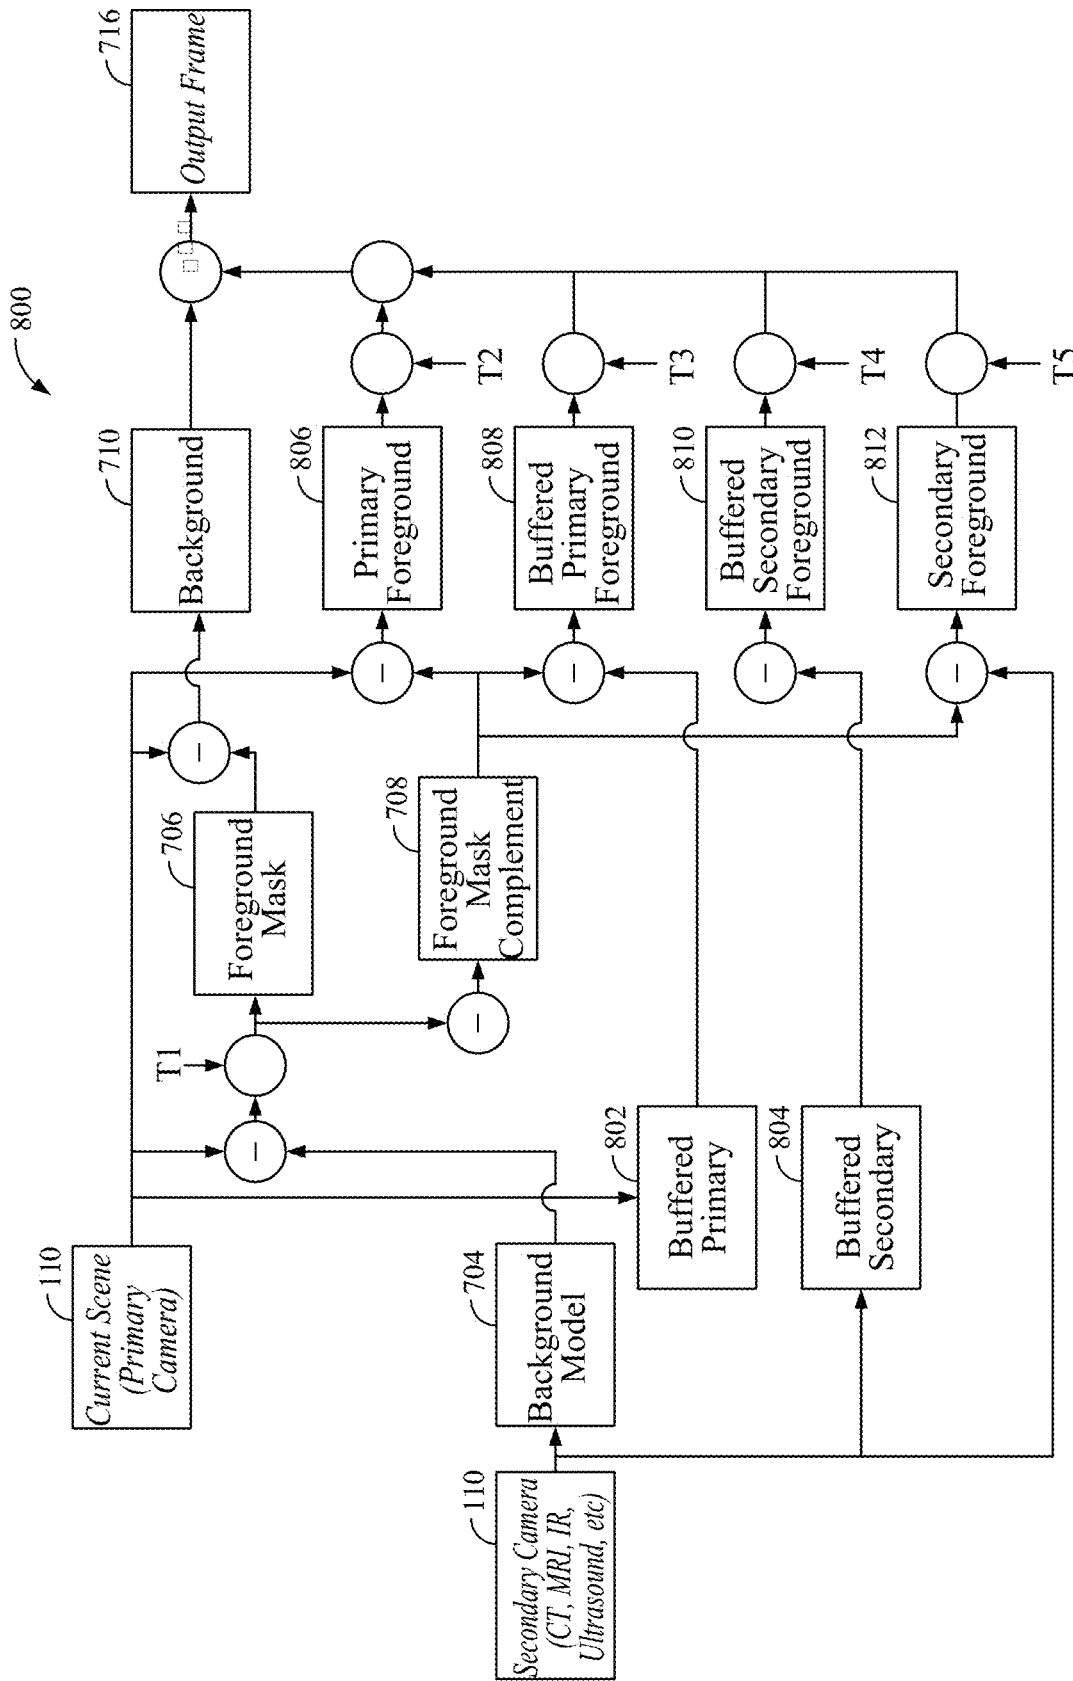 800
110
Current Scene
(Primary
Camera)
110
Secondary Camera
(CT, MRI, IR,
Ultrasound, etc)
704
Background
Model
802
Buffered
Primary
804
Buffered
Secondary
T1
706
Foreground
Mask
708
Foreground
Mask
Complement
710
Background
806
Primary
Foreground
808
Buffered
Primary
Foreground
810
Buffered
Secondary
Foreground
812
Secondary
Foreground
T2
T3
T4
T5
716
Output Frame